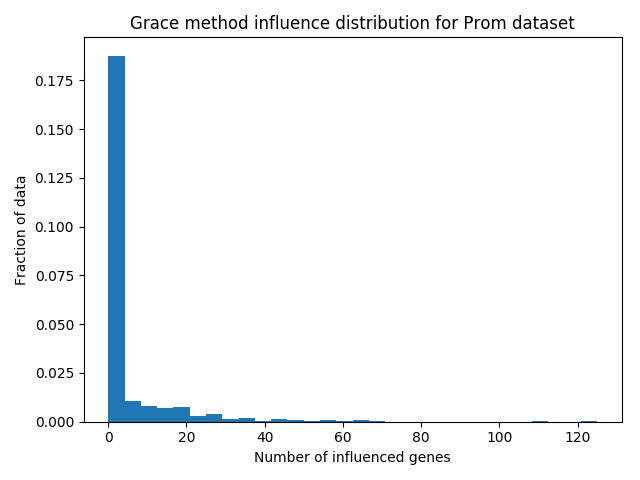 Grace method influence distribution for Prom dataset
0.175
0.150
0.125
0.100
0.075
0.050
0.025
0.000
Fraction of data
0 20 40 60 80 100 120
Number of influenced genes